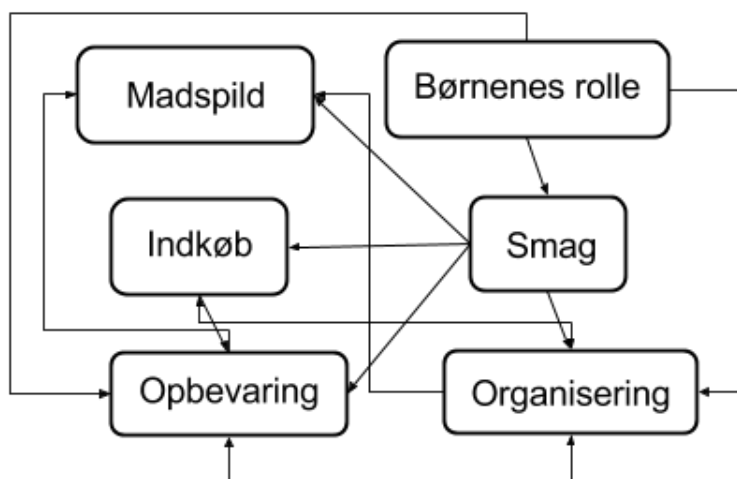 Madspild
Børnenes rolle
Indkøb
Smag
Opbevaring
Organisering